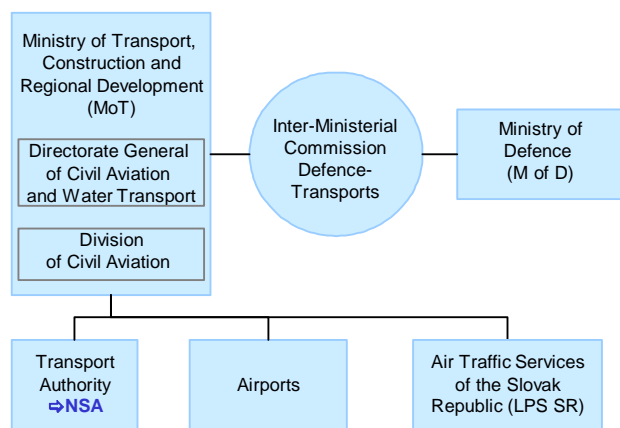 Ministry of Transport,
Construction and
Regional Development
(MoT)
Directorate General
of Civil Aviation
and Water Transport
Division
of Civil Aviation
Inter-Ministerial
Commission
Defence-
Transports
Ministry of
Defence
(M of D)
Transport
Authority
⇨NSA
Airports
Air Traffic Services
of the Slovak
Republic (LPS SR)